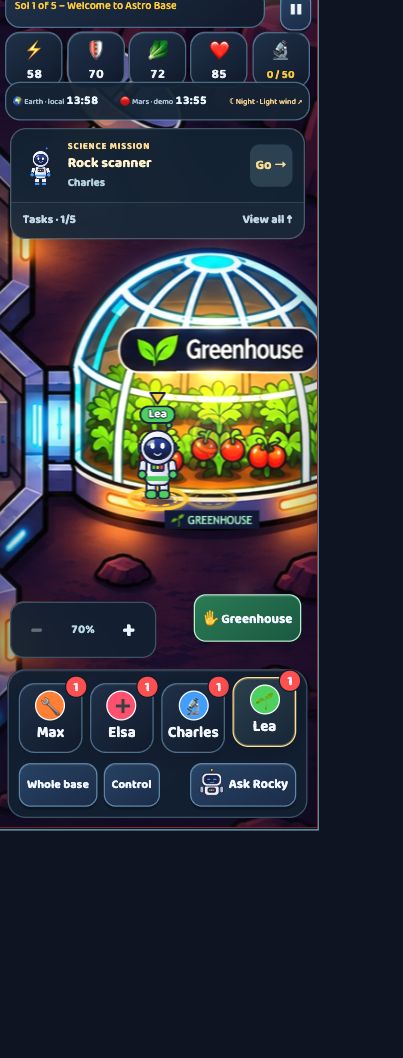 Sol 1 of 5 – Welcome to Astro Base
58 70 72 85 0 / 50
Earth · local 13:58 Mars · demo 13:55 Night · Light wind ↗
SCIENCE MISSION
Rock scanner
Charles
Go →
Tasks · 1/5 View all ↑
Greenhouse
Lea
GREENHOUSE
− 70% +
Greenhouse
1 1 1 1
Max Elsa Charles Lea
Whole base Control Ask Rocky